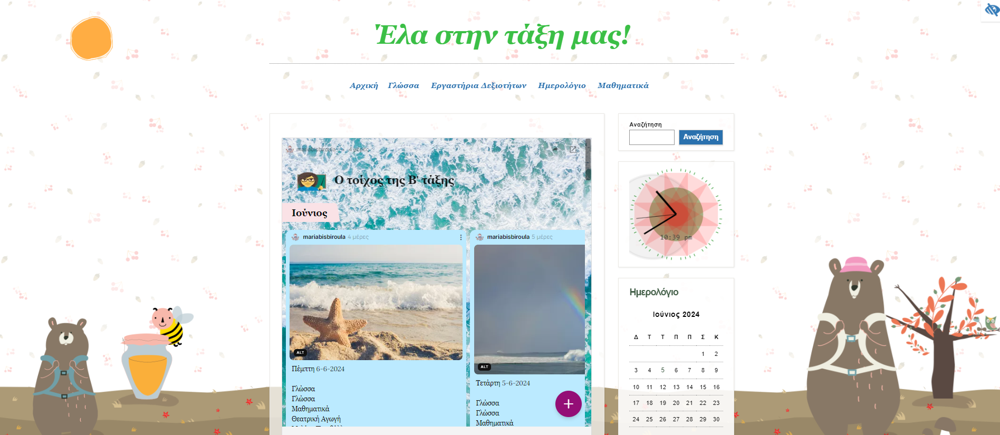 Έλα στην τάξη μας!
Αρχική Γλώσσα Εργαστήρια Δεξιοτήτων Ημερολόγιο Μαθηματικά
mariabisbiroula 4 μέρες
Ο τοίχος της Β' τάξης
Ιούνιος
mariabisbiroula 4 μέρες
ALT
Πέμπτη 6-6-2024
Γλώσσα
Γλώσσα
Μαθηματικά
Θεατρική Αγωγή
mariabisbiroula 5 μέρες
ALT
Τετάρτη 5-6-2024
Γλώσσα
Γλώσσα
Μαθηματικά
Αναζήτηση
Αναζήτηση
10:39 pm
Ημερολόγιο
Ιούνιος 2024
Δ Τ Τ Π Π Σ Κ
1 2
3 4 5 6 7 8 9
10 11 12 13 14 15 16
17 18 19 20 21 22 23
24 25 26 27 28 29 30